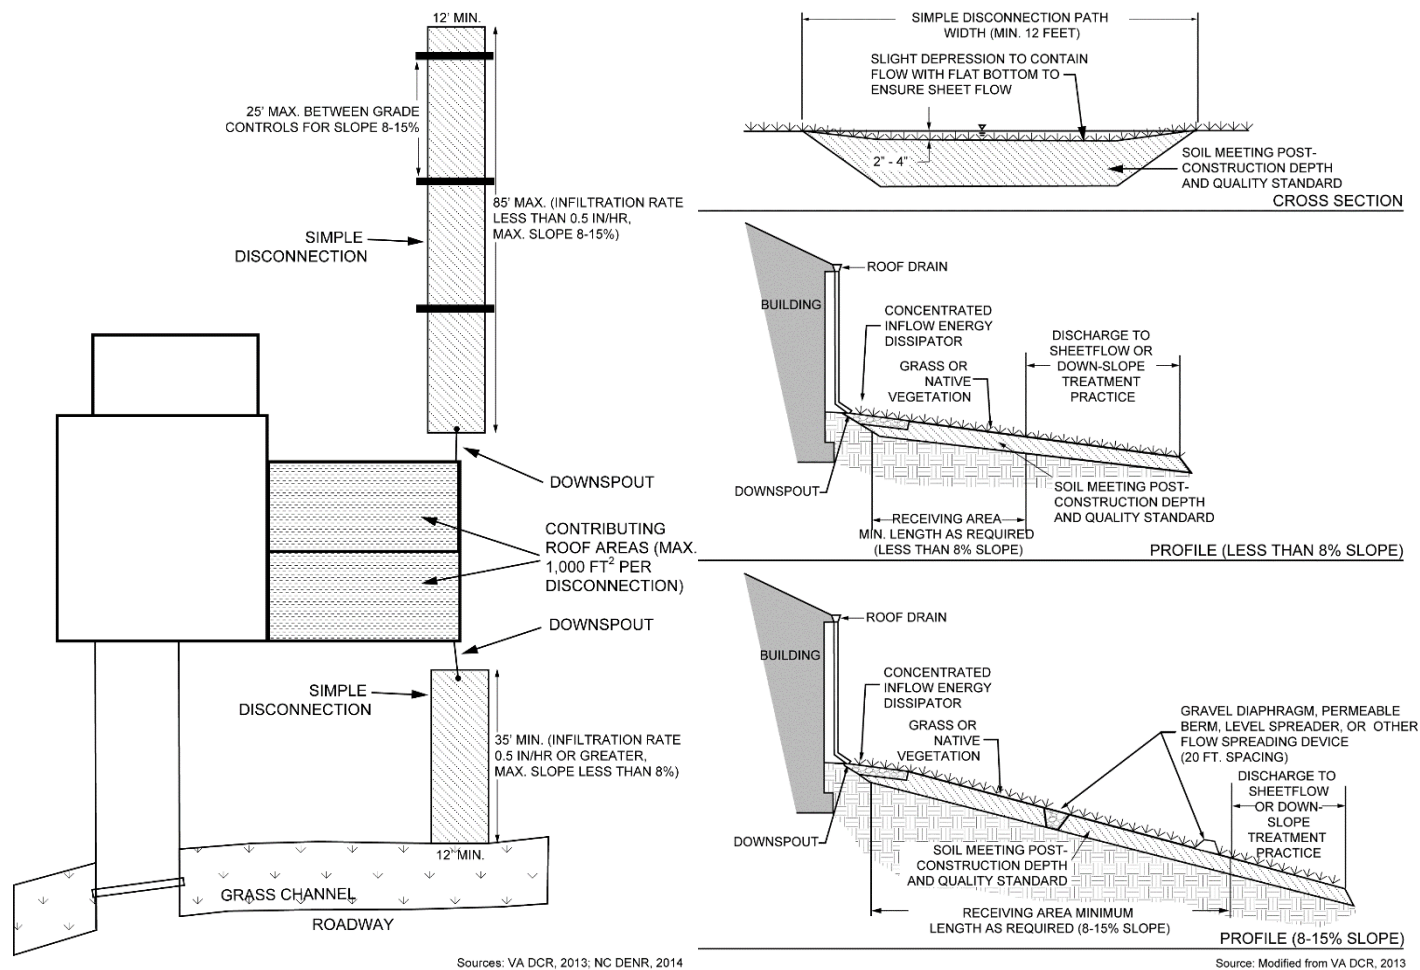 12' MIN.
25' MAX. BETWEEN GRADE
CONTROLS FOR SLOPE 8-15%
85' MAX. (INFILTRATION RATE
LESS THAN 0.5 IN/HR,
MAX. SLOPE 8-15%)
SIMPLE
DISCONNECTION
DOWNSPOUT
CONTRIBUTING
ROOF AREAS (MAX.
1,000 FT² PER
DISCONNECTION)
DOWNSPOUT
SIMPLE
DISCONNECTION
35' MIN. (INFILTRATION RATE
0.5 IN/HR OR GREATER,
MAX. SLOPE LESS THAN 8%)
12' MIN.
GRASS CHANNEL
ROADWAY
Sources: VA DCR, 2013; NC DENR, 2014
SIMPLE DISCONNECTION PATH
WIDTH (MIN. 12 FEET)
SLIGHT DEPRESSION TO CONTAIN
FLOW WITH FLAT BOTTOM TO
ENSURE SHEET FLOW
2" - 4"
SOIL MEETING POST-
CONSTRUCTION DEPTH
AND QUALITY STANDARD
CROSS SECTION
ROOF DRAIN
BUILDING
CONCENTRATED
INFLOW ENERGY
DISSIPATOR
GRASS OR
NATIVE
VEGETATION
DISCHARGE TO
SHEETFLOW OR
DOWN-SLOPE
TREATMENT
PRACTICE
DOWNSPOUT
SOIL MEETING POST-
CONSTRUCTION DEPTH
AND QUALITY STANDARD
RECEIVING AREA
MIN. LENGTH AS REQUIRED
(LESS THAN 8% SLOPE)
PROFILE (LESS THAN 8% SLOPE)
ROOF DRAIN
BUILDING
CONCENTRATED
INFLOW ENERGY
DISSIPATOR
GRASS OR
NATIVE
VEGETATION
GRAVEL DIAPHRAGM, PERMEABLE
BERM, LEVEL SPREADER, OR OTHER
FLOW SPREADING DEVICE
(20 FT. SPACING)
DISCHARGE TO
SHEETFLOW
OR DOWN-
SLOPE
TREATMENT
PRACTICE
DOWNSPOUT
SOIL MEETING POST-
CONSTRUCTION DEPTH
AND QUALITY STANDARD
RECEIVING AREA MINIMUM
LENGTH AS REQUIRED (8-15% SLOPE)
PROFILE (8-15% SLOPE)
Source: Modified from VA DCR, 2013